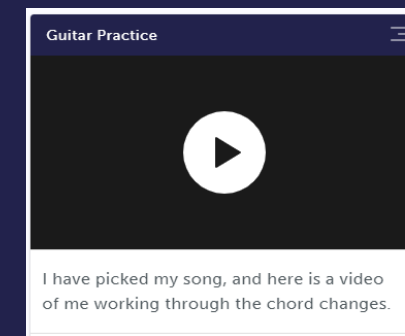 Guitar Practice
I have picked my song, and here is a video
of me working through the chord changes.